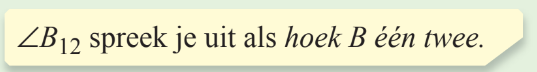 ∠B₁₂ spreek je uit als hoek B één twee.